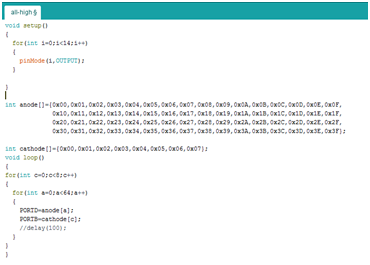 all-high §
void setup()
{
for(int i=0;i<14;i++)
{
pinMode(i,OUTPUT);
}
}
int anode[]={0x00,0x01,0x02,0x03,0x04,0x05,0x06,0x07,0x08,0x09,0x0A,0x0B,0x0C,0x0D,0x0E,0x0F,
0x10,0x11,0x12,0x13,0x14,0x15,0x16,0x17,0x18,0x19,0x1A,0x1B,0x1C,0x1D,0x1E,0x1F,
0x20,0x21,0x22,0x23,0x24,0x25,0x26,0x27,0x28,0x29,0x2A,0x2B,0x2C,0x2D,0x2E,0x2F,
0x30,0x31,0x32,0x33,0x34,0x35,0x36,0x37,0x38,0x39,0x3A,0x3B,0x3C,0x3D,0x3E,0x3F};
int cathode[]={0x00,0x01,0x02,0x03,0x04,0x05,0x06,0x07};
void loop()
{
for(int c=0;c<8;c++)
{
for(int a=0;a<64;a++)
{
PORTD=anode[a];
PORTB=cathode[c];
//delay(100);
}
}
}